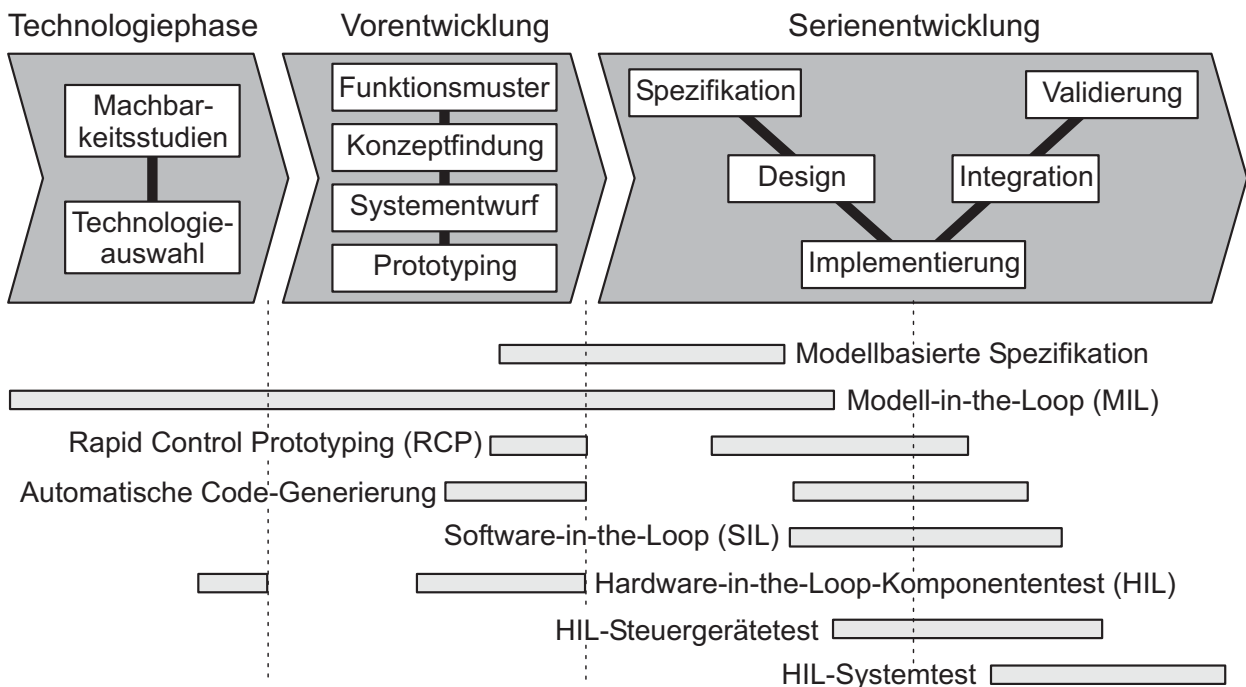 Technologiephase
Vorentwicklung
Serienentwicklung
Machbar-
keitsstudien
Technologie-
auswahl
Funktionsmuster
Konzeptfindung
Systementwurf
Prototyping
Spezifikation
Design
Implementierung
Integration
Validierung
Modellbasierte Spezifikation
Modell-in-the-Loop (MIL)
Rapid Control Prototyping (RCP)
Automatische Code-Generierung
Software-in-the-Loop (SIL)
Hardware-in-the-Loop-Komponententest (HIL)
HIL-Steuergerätetest
HIL-Systemtest